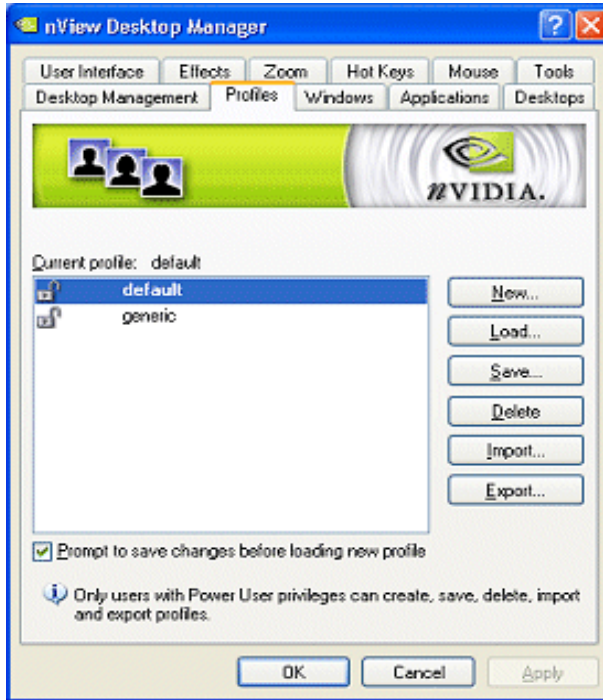 nView Desktop Manager
User Interface Effects Zoom Hot Keys Mouse Tools
Desktop Management Profiles Windows Applications Desktops
nVIDIA.
Current profile: default
default
generic
New...
Load...
Save...
Delete
Import...
Export...
Prompt to save changes before loading new profile
Only users with Power User privileges can create, save, delete, import
and export profiles.
OK Cancel Apply